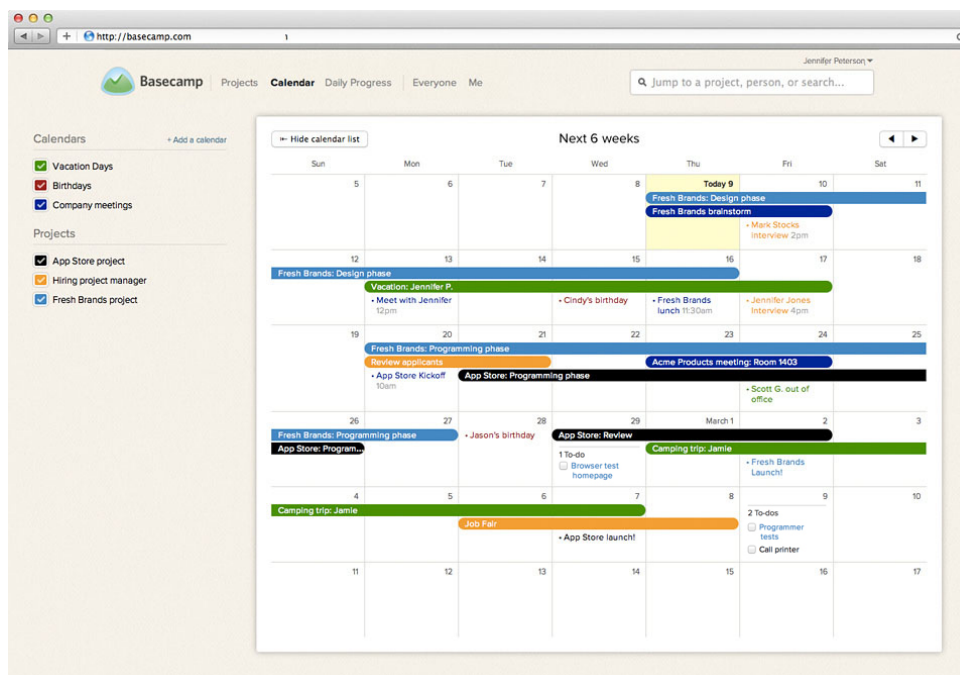 http://basecamp.com
Jennifer Peterson
Basecamp Projects Calendar Daily Progress Everyone Me
Jump to a project, person, or search...
Calendars + Add a calendar
Vacation Days
Birthdays
Company meetings
Projects
App Store project
Hiring project manager
Fresh Brands project
Hide calendar list Next 6 weeks
Sun Mon Tue Wed Thu Fri Sat
5 6 7 8 Today 9 10 11
Fresh Brands: Design phase
Fresh Brands brainstorm
• Mark Stocks
interview 2pm
12 13 14 15 16 17 18
Fresh Brands: Design phase
Vacation: Jennifer P.
• Meet with Jennifer
12pm
• Cindy's birthday
• Fresh Brands
lunch 11:30am
• Jennifer Jones
interview 4pm
19 20 21 22 23 24 25
Fresh Brands: Programming phase
Review applicants
Acme Products meeting: Room 1403
• App Store Kickoff
10am
App Store: Programming phase
• Scott G. out of
office
26 27 28 29 March 1 2 3
Fresh Brands: Programming phase
• Jason's birthday
App Store: Review
App Store: Program...
Camping trip: Jamie
1 To-do
Browser test
homepage
• Fresh Brands
Launch!
4 5 6 7 8 9 10
Camping trip: Jamie
Job Fair
• App Store launch!
2 To-dos
Programmer
tests
Call printer
11 12 13 14 15 16 17